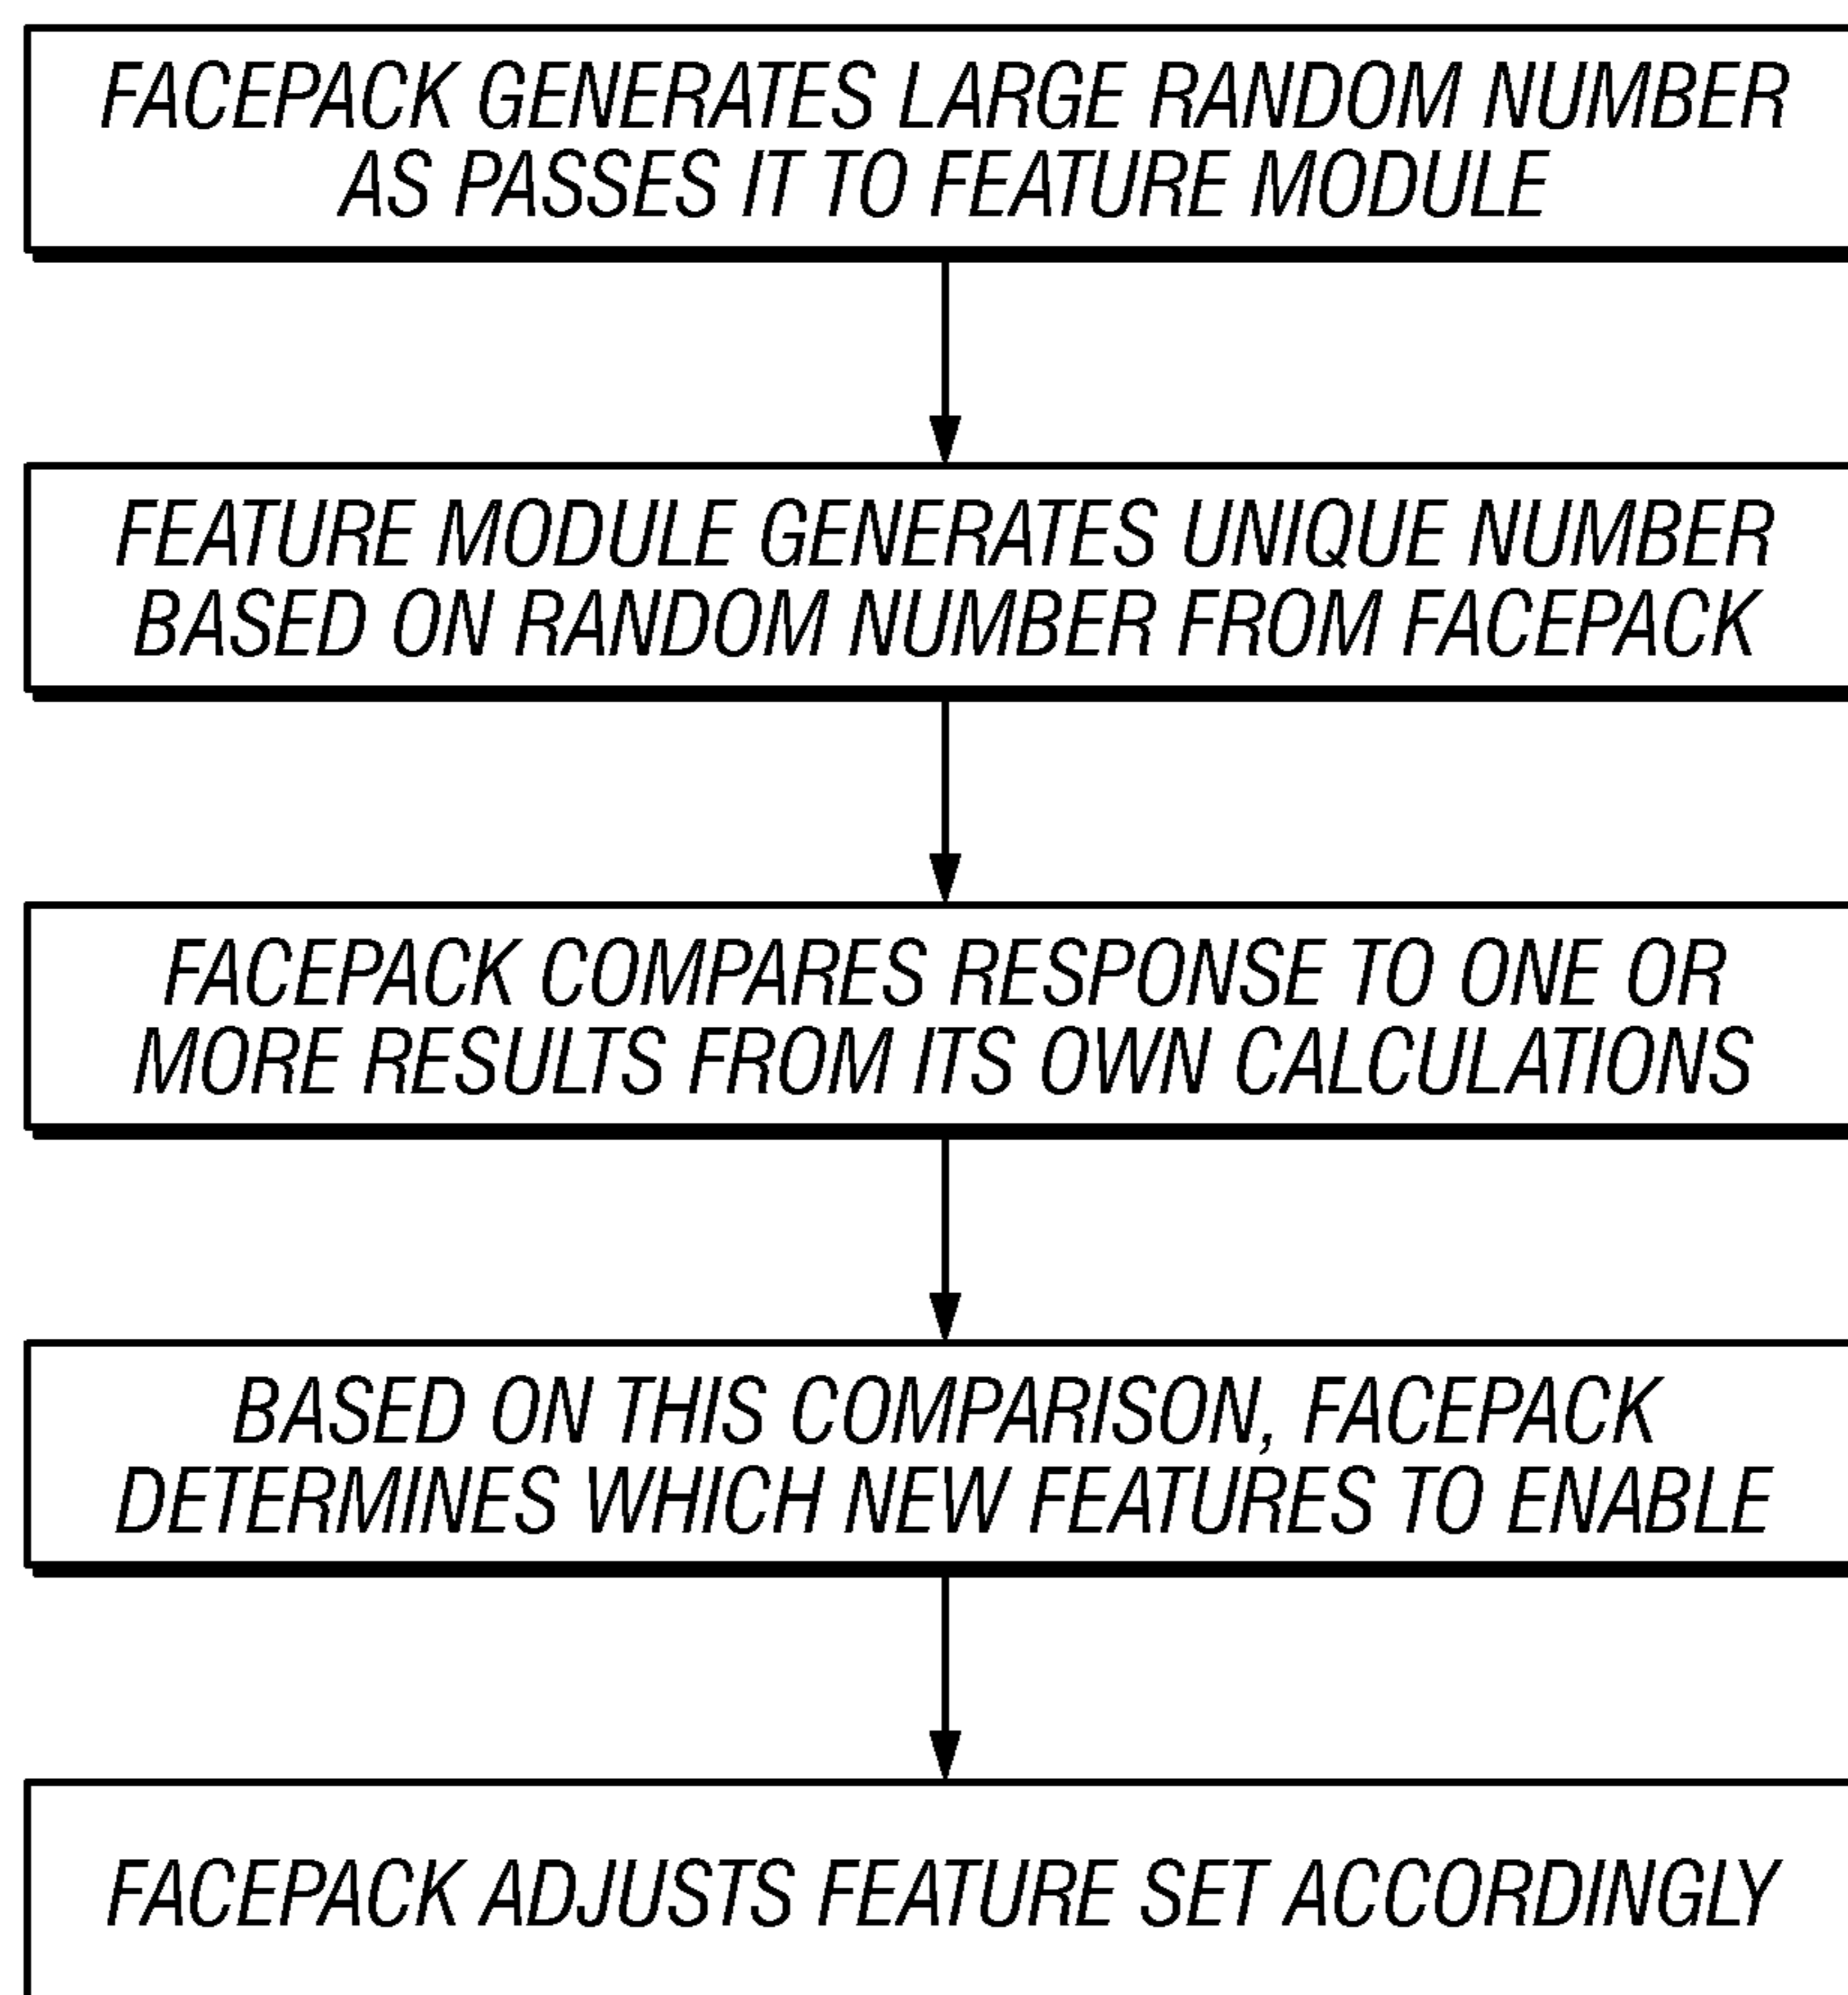 FACEPACK GENERATES LARGE RANDOM NUMBER
AS PASSES IT TO FEATURE MODULE
FEATURE MODULE GENERATES UNIQUE NUMBER
BASED ON RANDOM NUMBER FROM FACEPACK
FACEPACK COMPARES RESPONSE TO ONE OR
MORE RESULTS FROM ITS OWN CALCULATIONS
BASED ON THIS COMPARISON, FACEPACK
DETERMINES WHICH NEW FEATURES TO ENABLE
FACEPACK ADJUSTS FEATURE SET ACCORDINGLY